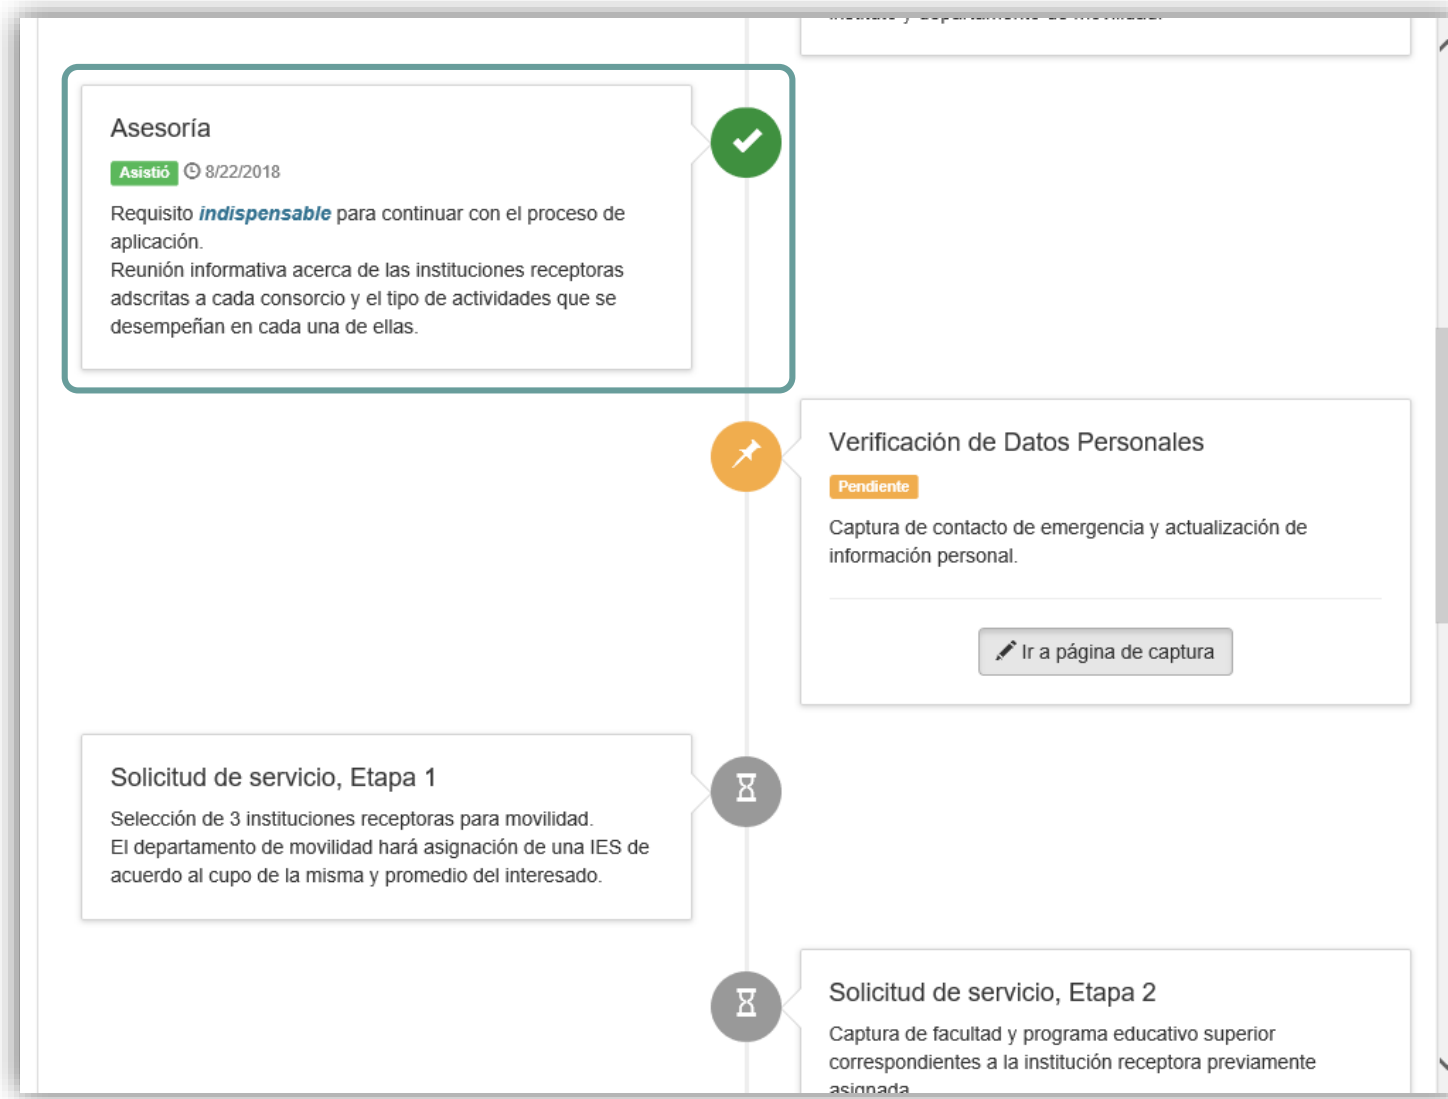 instituto y departamento de movilidad.
Asesoría
Asistió 8/22/2018
Requisito indispensable para continuar con el proceso de
aplicación.
Reunión informativa acerca de las instituciones receptoras
adscritas a cada consorcio y el tipo de actividades que se
desempeñan en cada una de ellas.
Verificación de Datos Personales
Pendiente
Captura de contacto de emergencia y actualización de
información personal.
Ir a página de captura
Solicitud de servicio, Etapa 1
Selección de 3 instituciones receptoras para movilidad.
El departamento de movilidad hará asignación de una IES de
acuerdo al cupo de la misma y promedio del interesado.
Solicitud de servicio, Etapa 2
Captura de facultad y programa educativo superior
correspondientes a la institución receptora previamente
asignada